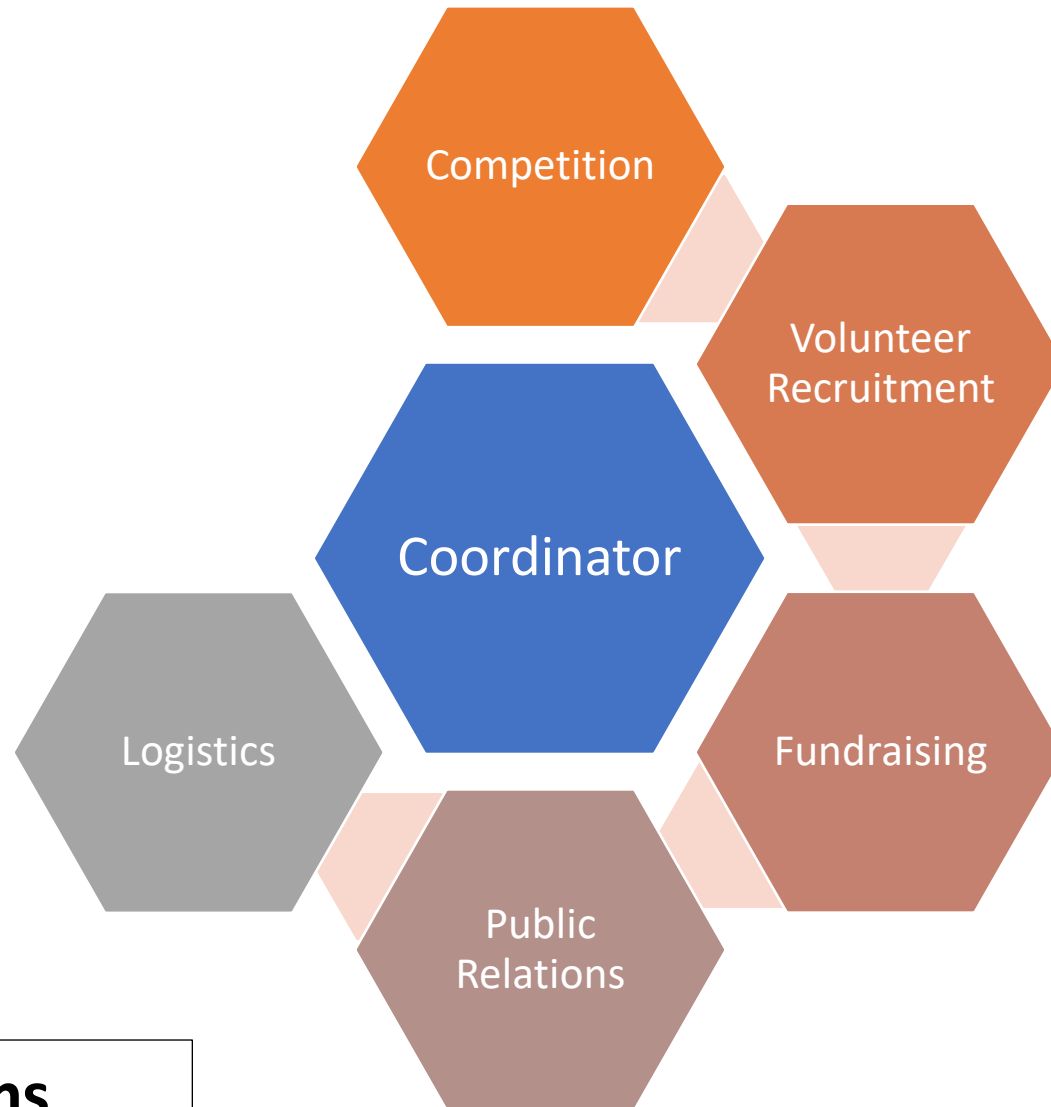 Competition
Volunteer
Recruitment
Coordinator
Logistics
Fundraising
Public
Relations